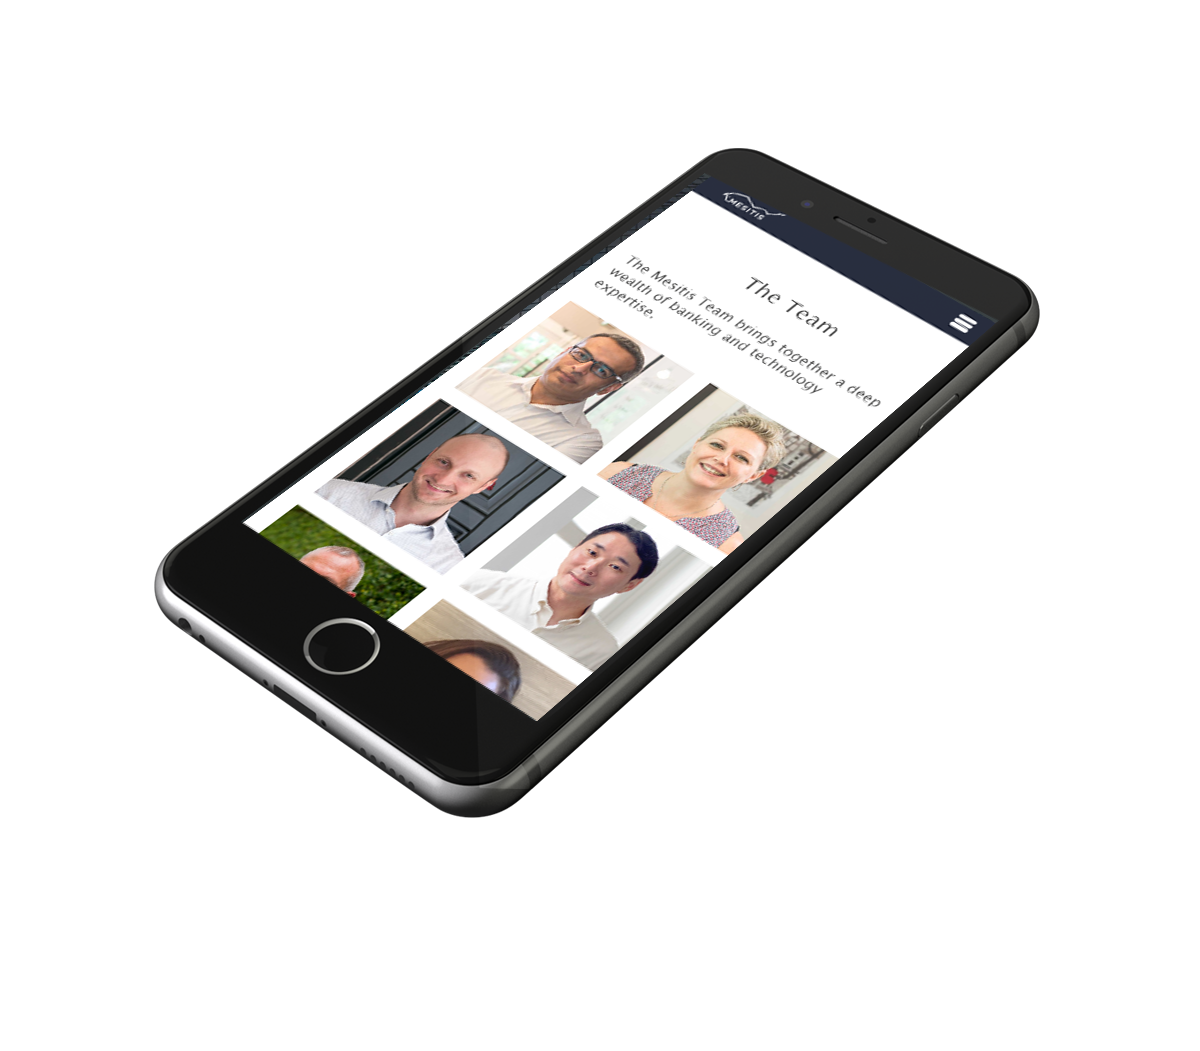 MESITIS
The Team
The Mesitis Team brings together a deep
wealth of banking and technology
expertise.